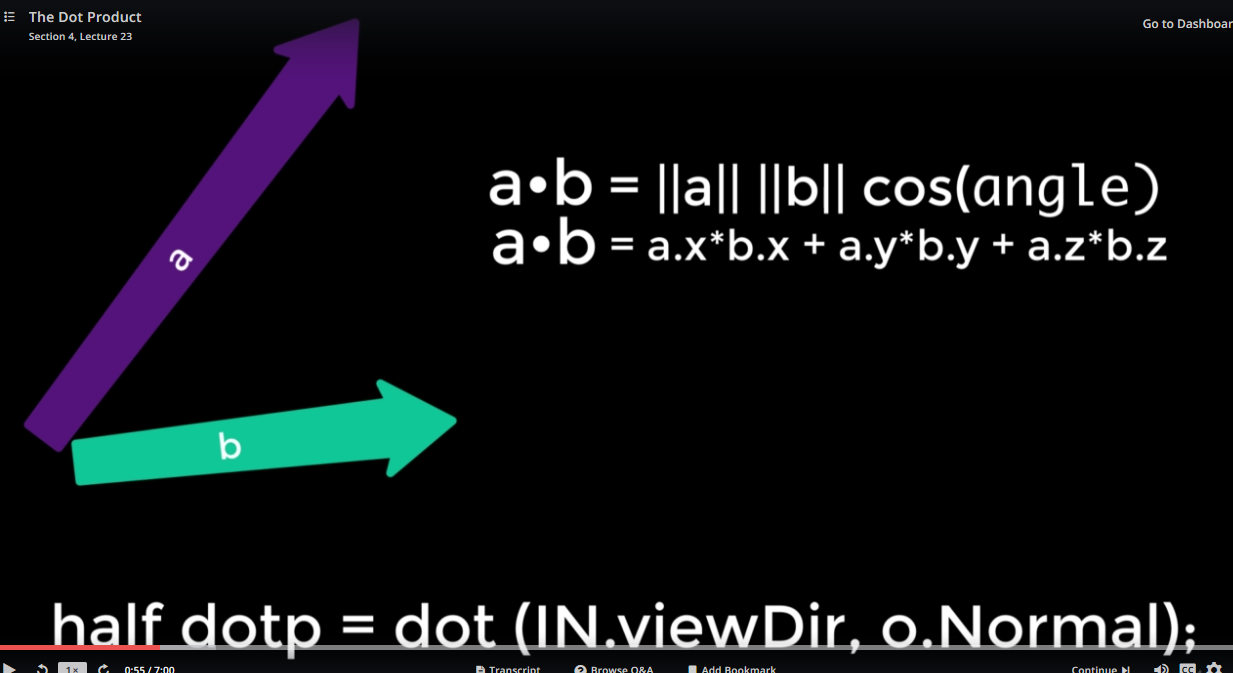 The Dot Product
Section 4, Lecture 23
Go to Dashboar
a•b = ||a|| ||b|| cos(angle)
a•b = a.x*b.x + a.y*b.y + a.z*b.z
a
b
half dotp = dot (IN.viewDir, o.Normal);
1x
0:55 / 7:00
Transcript
Browse Q&A
Add Bookmark
Continue
CC